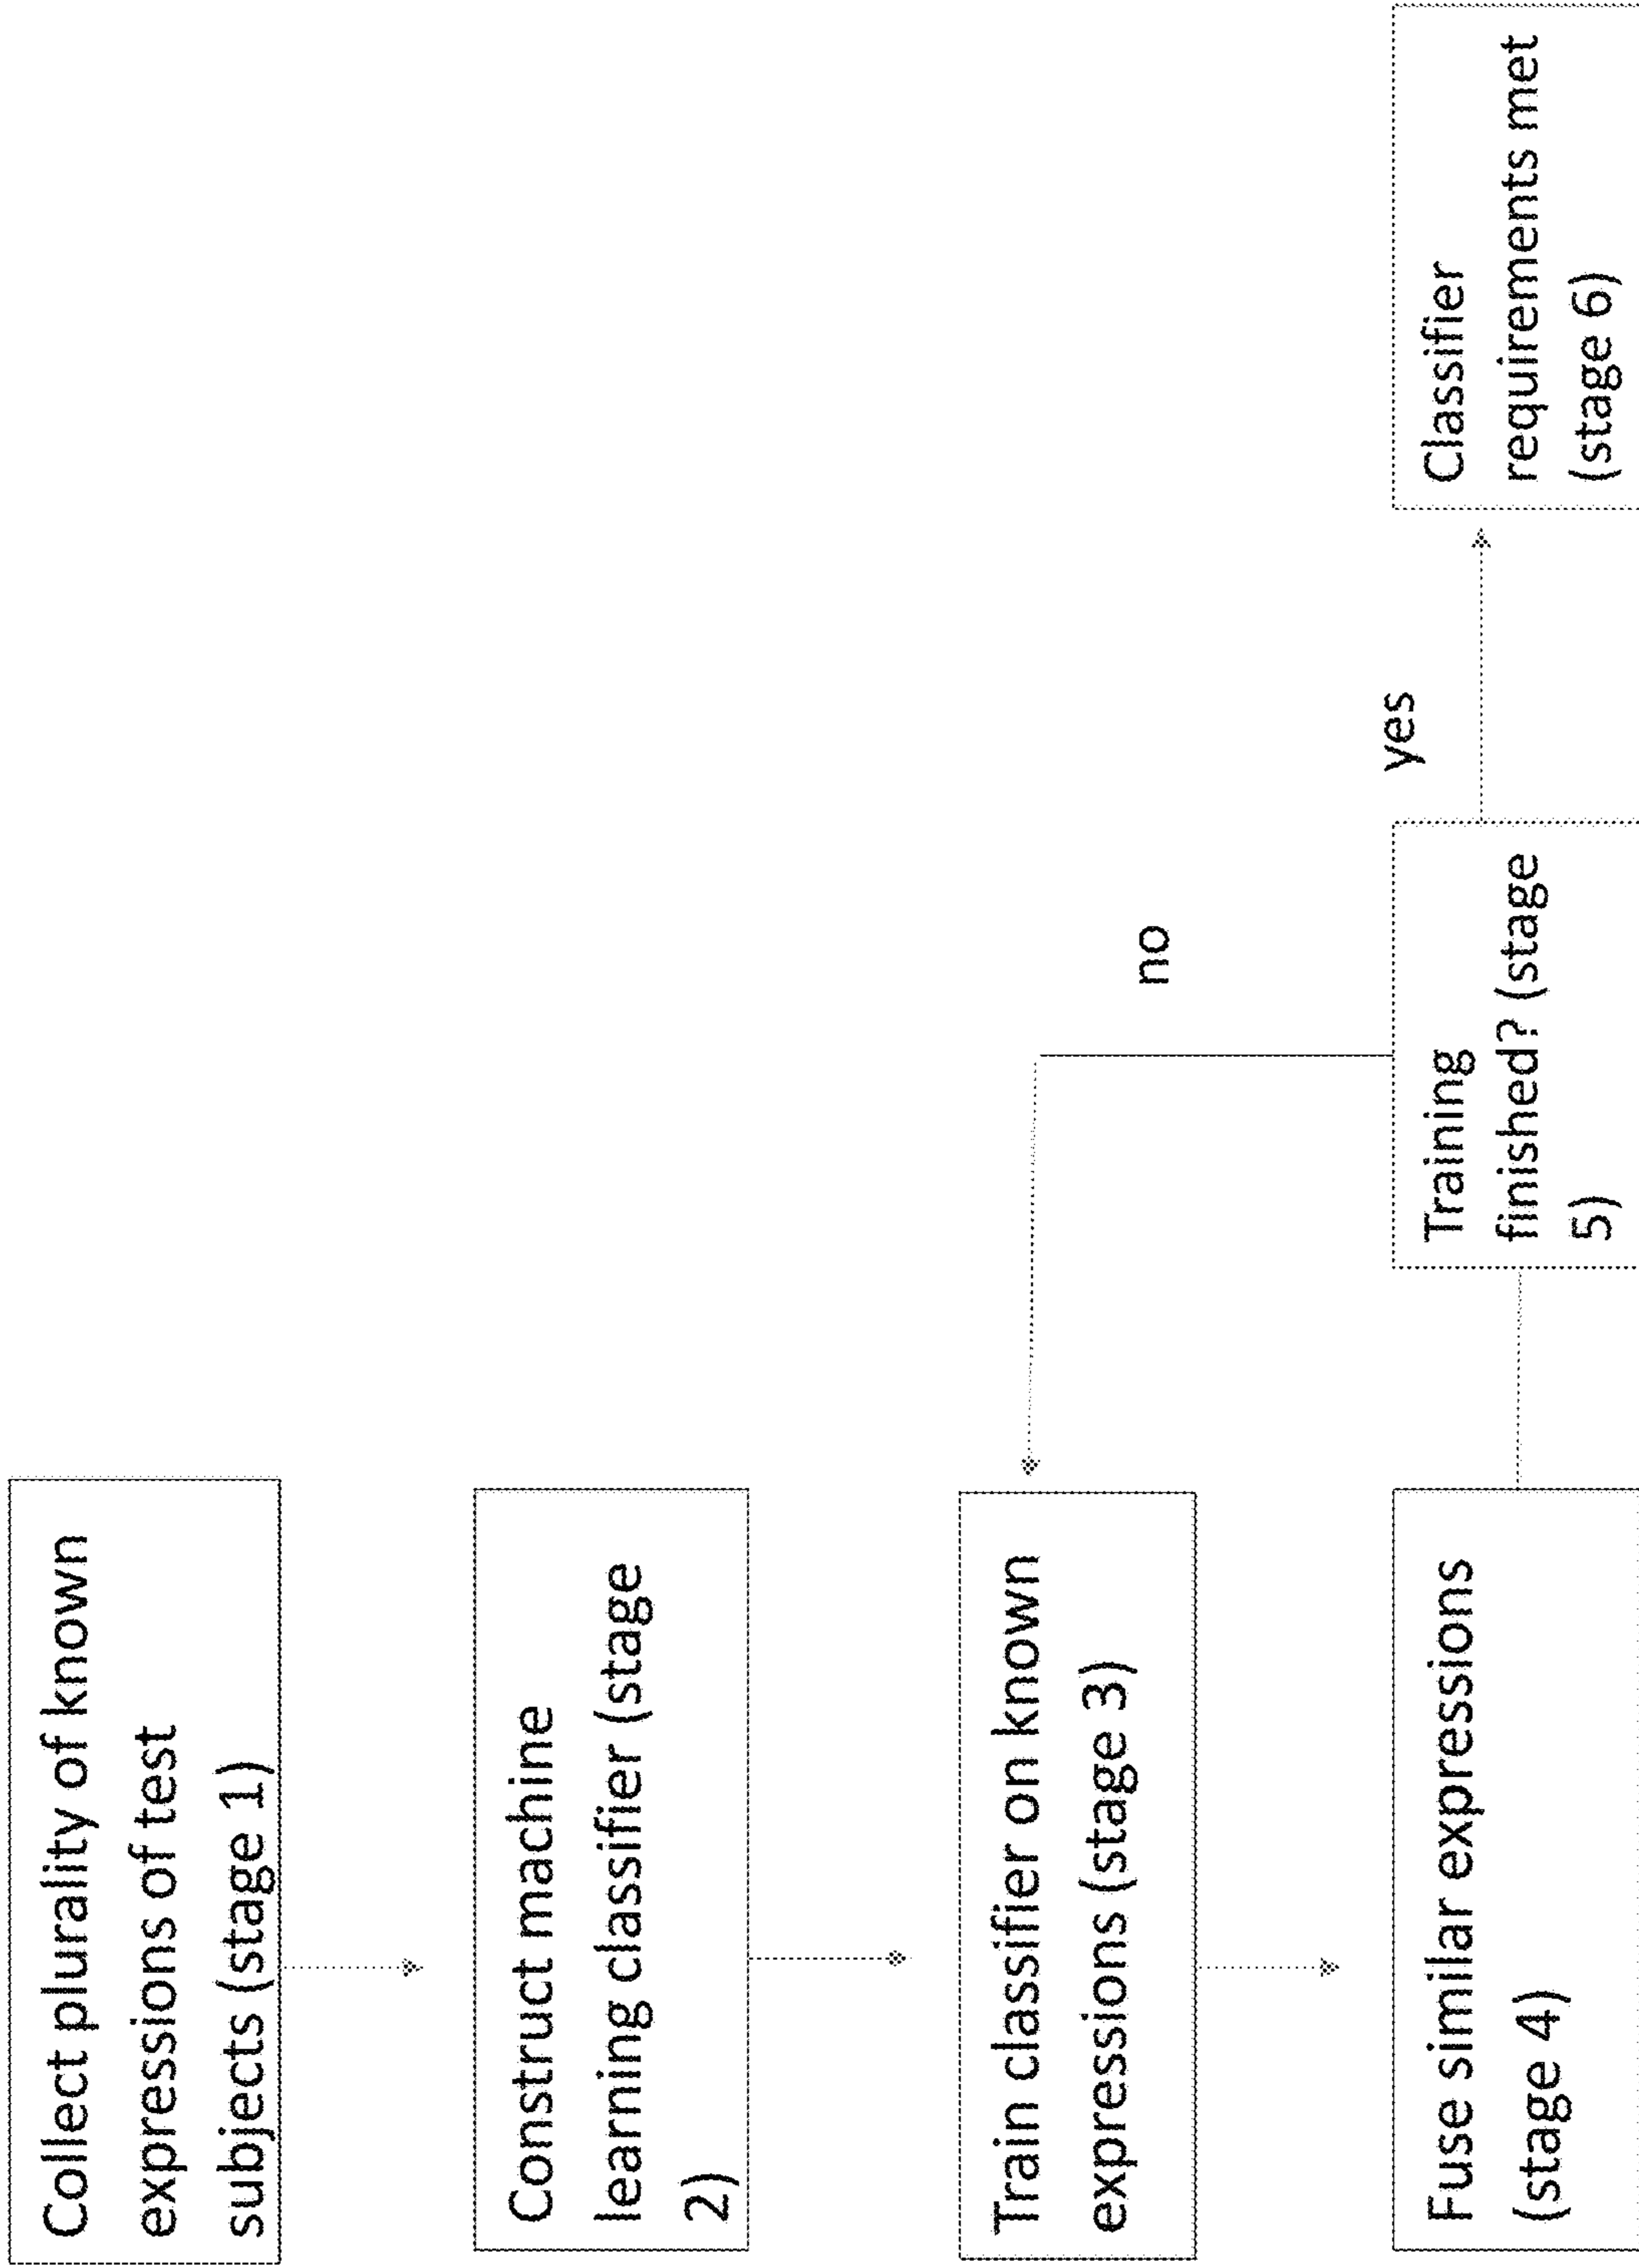 Collect plurality of known
expressions of test
subjects (stage 1)
Construct machine
learning classifier (stage
2)
Train classifier on known
expressions (stage 3)
Fuse similar expressions
(stage 4)
no
Training
finished? (stage
5)
yes
Classifier
requirements met
(stage 6)